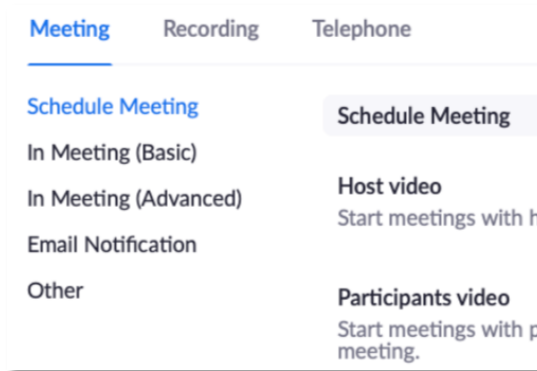 Meeting Recording Telephone
Schedule Meeting
In Meeting (Basic)
In Meeting (Advanced)
Email Notification
Other
Schedule Meeting
Host video
Start meetings with
Participants video
Start meetings with
meeting.